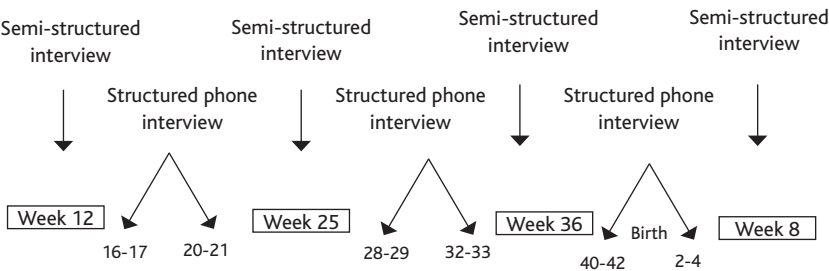 Semi-structured
interview
Semi-structured
interview
Semi-structured
interview
Semi-structured
interview
Structured phone
interview
Structured phone
interview
Structured phone
interview
Week 12
16-17
20-21
Week 25
28-29
32-33
Week 36
40-42
Birth
2-4
Week 8